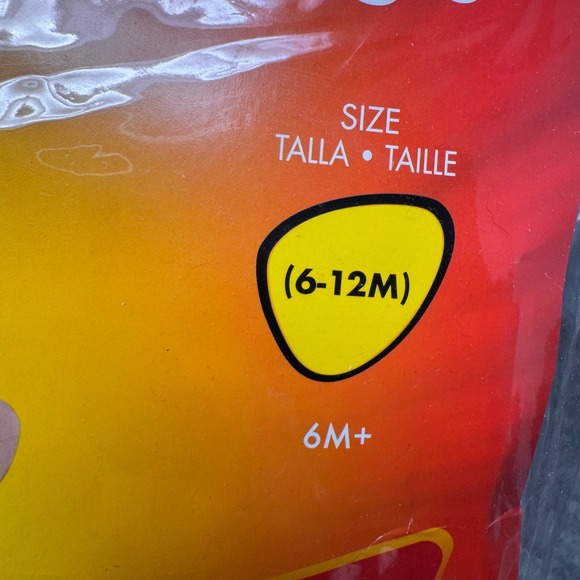 SIZE
TALLA • TAILLE
(6-12M)
6M+